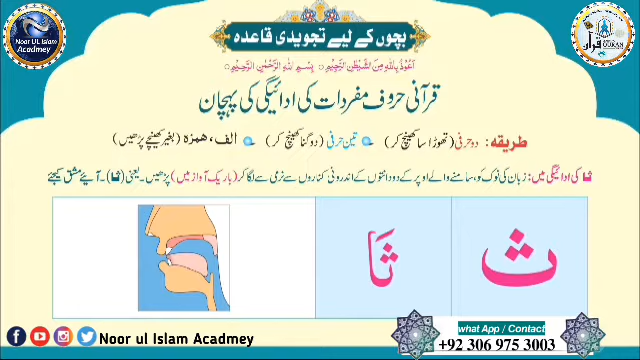 Noor UL Islam
Acadmey
بچوں کے لیے تجویدی قاعدہ
QURAN
قرآن
اَعُوْذُ بِاللّٰهِ مِنَ الشَّيْطٰنِ الرَّجِيْمِ ○ بِسْمِ اللّٰهِ الرَّحْمٰنِ الرَّحِيْمِ ○
قرآنی حروف مفردات کی ادائیگی کی پہچان
طریقہ: دو حرفی (تھوڑا سا کھینچ کر) تین حرفی (دو گنا کھینچ کر) الف، ہمزہ (بغیر کھینچے پڑھیں)
ثا کی ادائیگی میں: زبان کی نوک کو، سامنے والے اوپر کے دو دانتوں کے اندرونی کناروں سے نرمی سے لگا کر (باریک آواز میں) پڑھیں۔ یعنی (ثا)۔ آیئے مشق کیجئے
ث
ثَا
Noor ul Islam Acadmey
what App / Contact
+92 306 975 3003